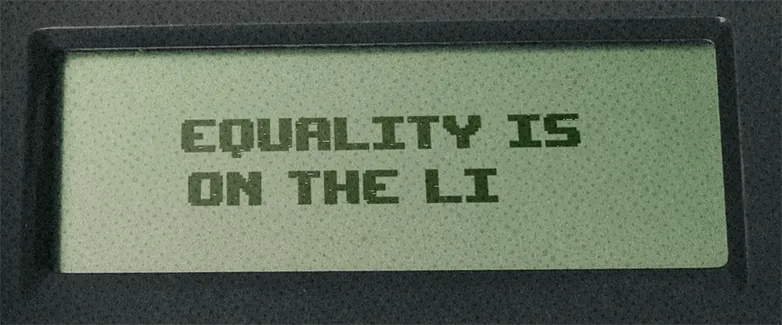 EQUALITY IS
ON THE LI